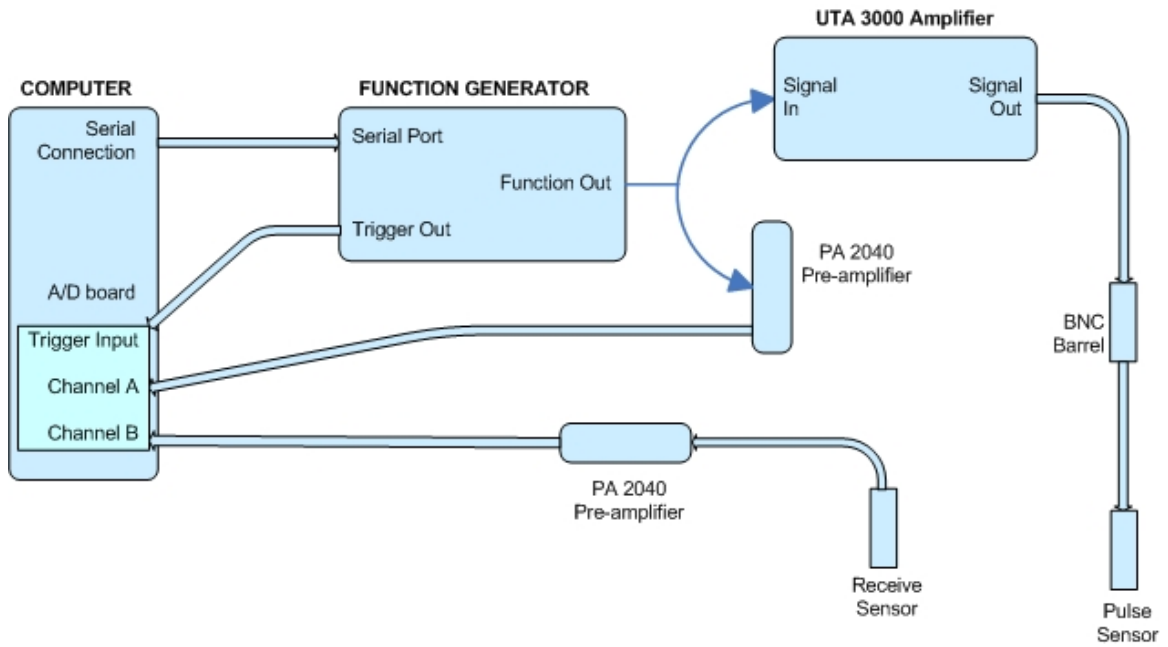 UTA 3000 Amplifier
COMPUTER
FUNCTION GENERATOR
Signal
In
Signal
Out
Serial
Connection
Serial Port
Function Out
Trigger Out
PA 2040
Pre-amplifier
A/D board
BNC
Barrel
Trigger Input
Channel A
Channel B
PA 2040
Pre-amplifier
Receive
Sensor
Pulse
Sensor